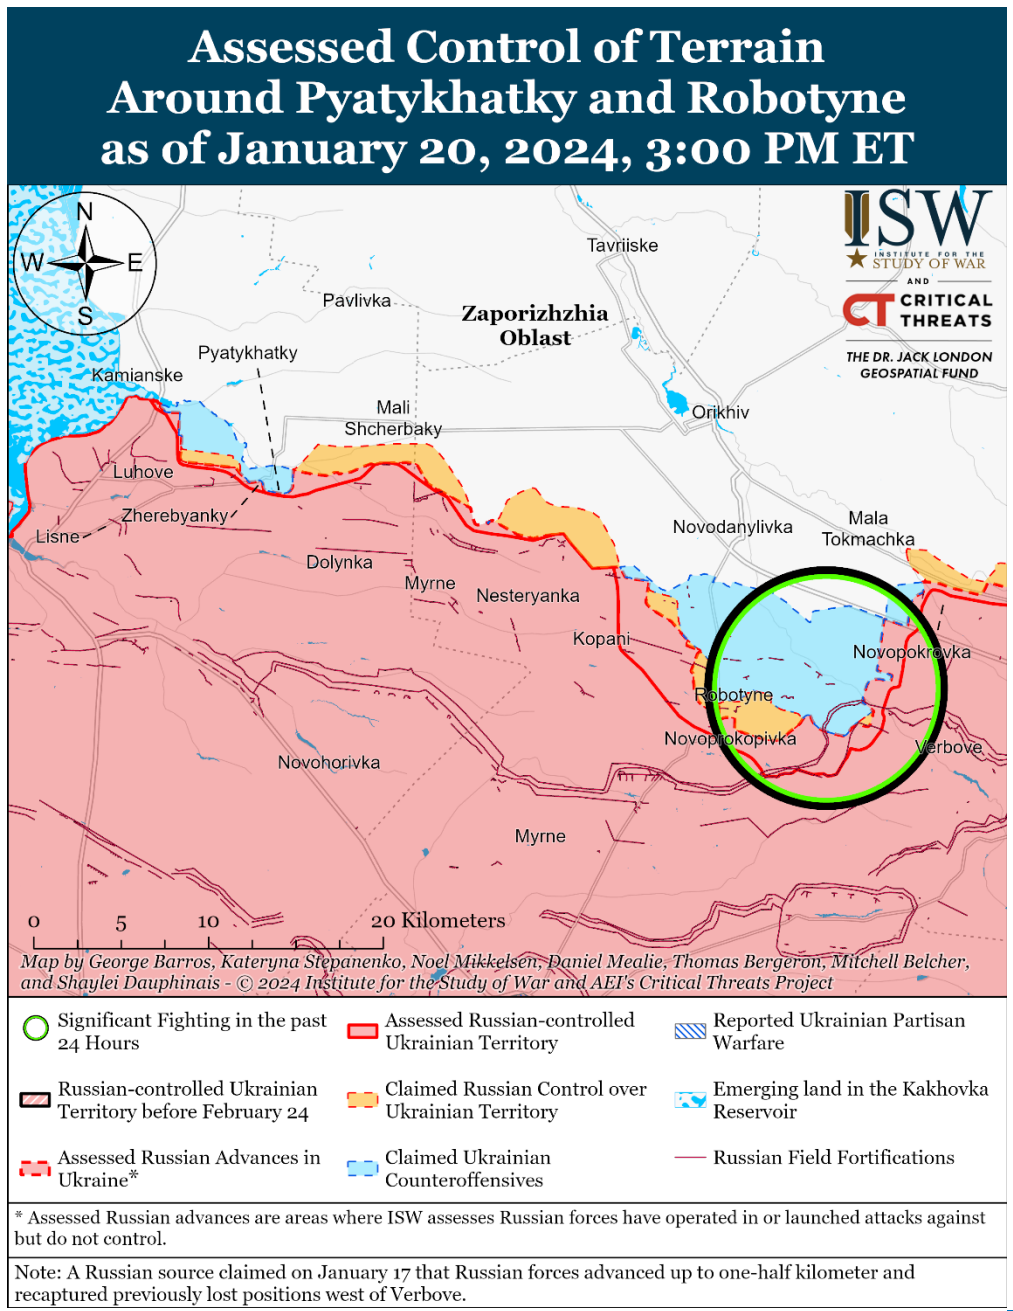 Assessed Control of Terrain
Around Pyatykhatky and Robotyne
as of January 20, 2024, 3:00 PM ET
N
W
E
S
ISW
INSTITUTE FOR THE
STUDY OF WAR
AND
CT CRITICAL
THREATS
THE DR. JACK LONDON
GEOSPATIAL FUND
Tavriiske
Pavlivka
Zaporizhzhia
Oblast
Pyatykhatky
Kamianske
Mali
Shcherbaky
Orikhiv
Luhove
Zherebyanky
Lisne
Novodanylivka
Mala
Tokmachka
Dolynka
Myrne
Nesteryanka
Kopani
Novopokrovka
Robotyne
Novoprokopivka
Verbove
Novohorivka
Myrne
0 5 10 20 Kilometers
Map by George Barros, Kateryna Stepanenko, Noel Mikkelsen, Daniel Mealie, Thomas Bergeron, Mitchell Belcher,
and Shaylei Dauphinais - © 2024 Institute for the Study of War and AEI's Critical Threats Project
Significant Fighting in the past
24 Hours
Russian-controlled Ukrainian
Territory before February 24
Assessed Russian Advances in
Ukraine*
Assessed Russian-controlled
Ukrainian Territory
Claimed Russian Control over
Ukrainian Territory
Claimed Ukrainian
Counteroffensives
Reported Ukrainian Partisan
Warfare
Emerging land in the Kakhovka
Reservoir
Russian Field Fortifications
* Assessed Russian advances are areas where ISW assesses Russian forces have operated in or launched attacks against
but do not control.
Note: A Russian source claimed on January 17 that Russian forces advanced up to one-half kilometer and
recaptured previously lost positions west of Verbove.